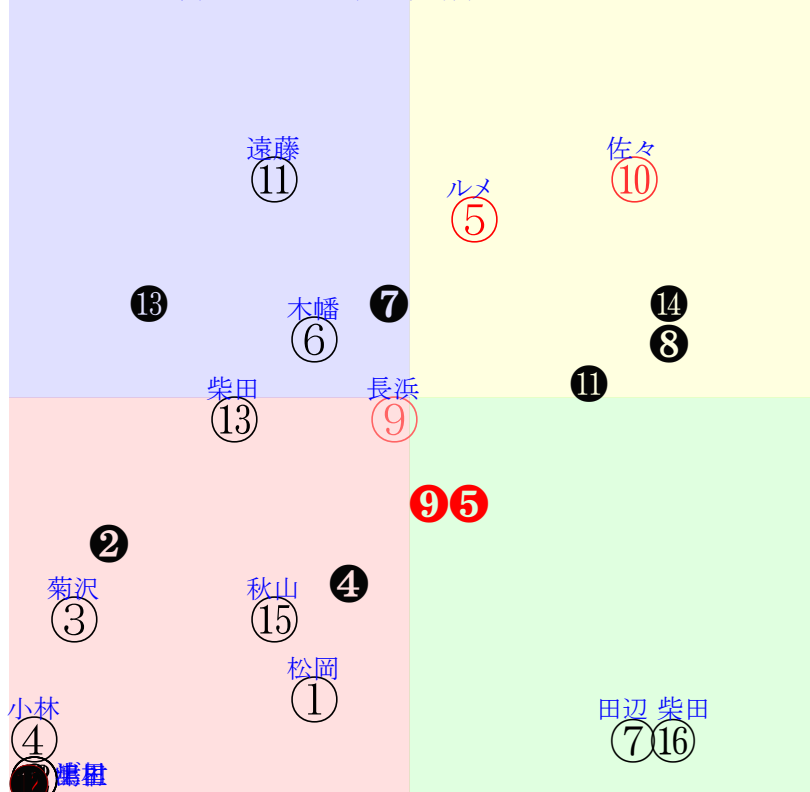 遠藤
⑪
佐々
⑩
ルメ
⑤
⓭
木幡
⑥
❼
⓮
❽
⓫
柴田
⑬
長浜
⑨
❾❺
❷
❹
菊沢
③
秋山
⑮
松岡
①
小林
④
田辺 柴田
⑦⑯